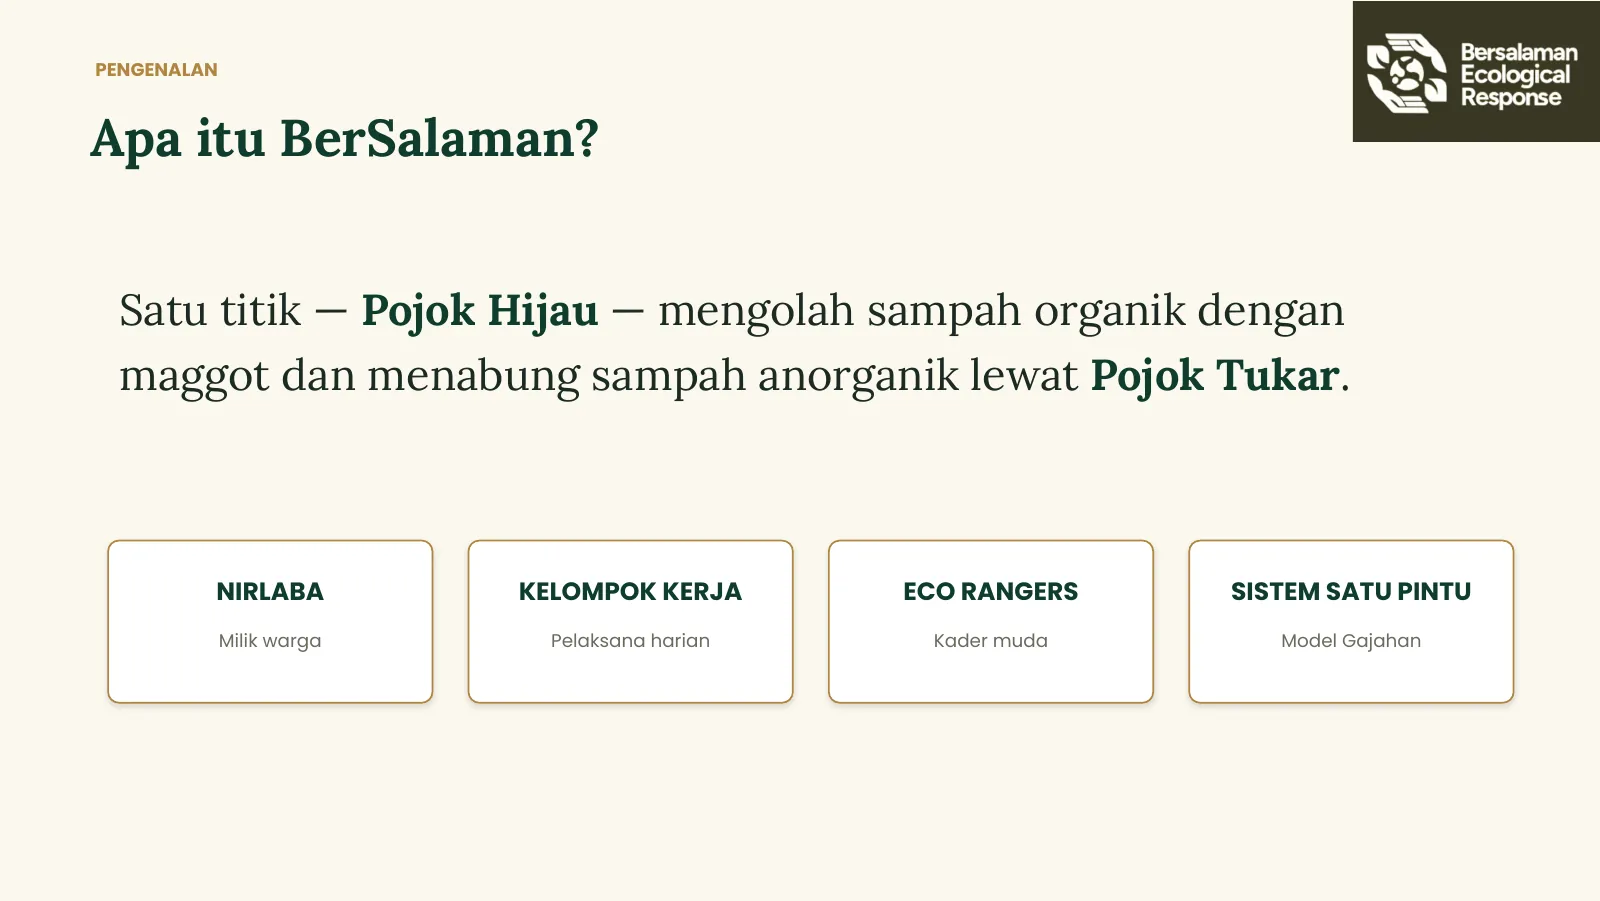 PENGENALAN
Apa itu BerSalaman?
Bersalaman
Ecological
Response
Satu titik — Pojok Hijau — mengolah sampah organik dengan
maggot dan menabung sampah anorganik lewat Pojok Tukar.
NIRLABA
Milik warga
KELOMPOK KERJA
Pelaksana harian
ECO RANGERS
Kader muda
SISTEM SATU PINTU
Model Gajahan